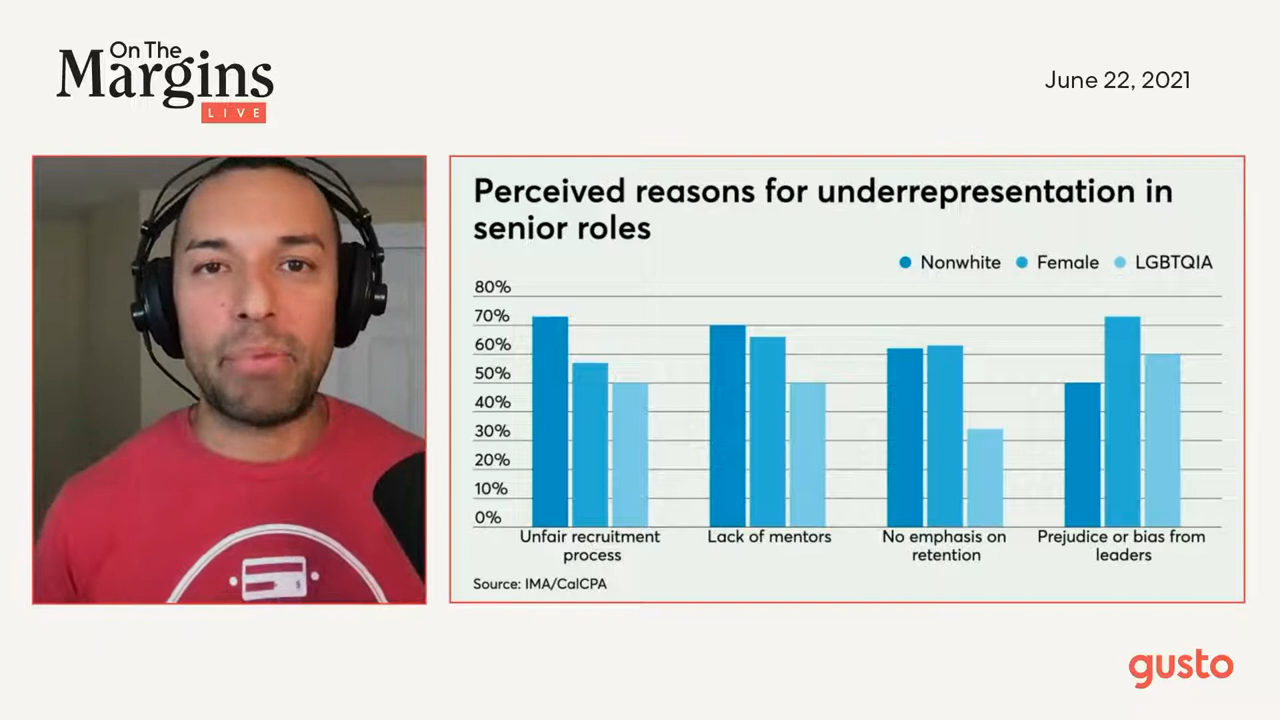 On The
Margins
LIVE
June 22, 2021
Perceived reasons for underrepresentation in
senior roles
Nonwhite Female LGBTQIA
80%
70%
60%
50%
40%
30%
20%
10%
0%
Unfair recruitment
process
Lack of mentors
No emphasis on
retention
Prejudice or bias from
leaders
Source: IMA/CalCPA
gusto